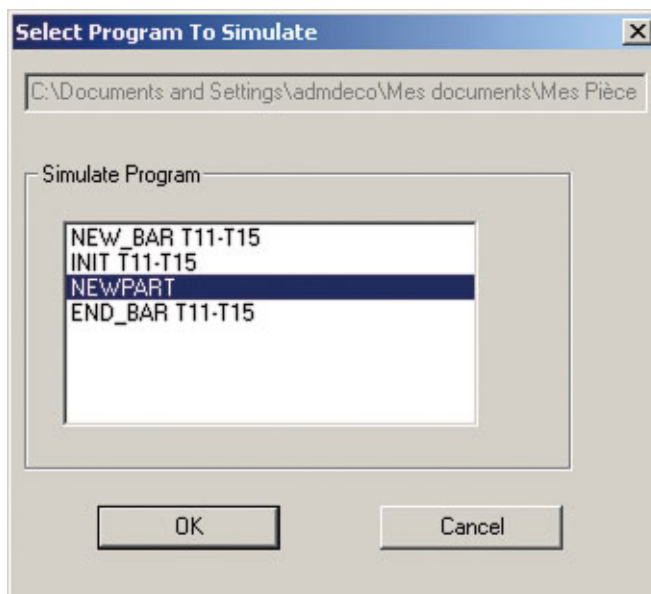 Select Program To Simulate
C:\Documents and Settings\admdeco\Mes documents\Mes Pièce
Simulate Program
NEW_BAR T11-T15
INIT T11-T15
NEWPART
END_BAR T11-T15
OK
Cancel